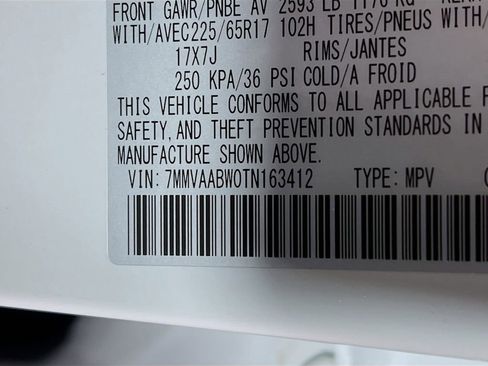 FRONT GAWR/PNBE AV 2593 LB 1176 KG
WITH/AVEC225/65R17 102H TIRES/PNEUS WITH/
17X7J RIMS/JANTES
250 KPA/36 PSI COLD/A FROID
THIS VEHICLE CONFORMS TO ALL APPLICABLE
SAFETY, AND THEFT PREVENTION STANDARDS IN
MANUFACTURE SHOWN ABOVE.
VIN: 7MMVAABW0TN163412 TYPE: MPV